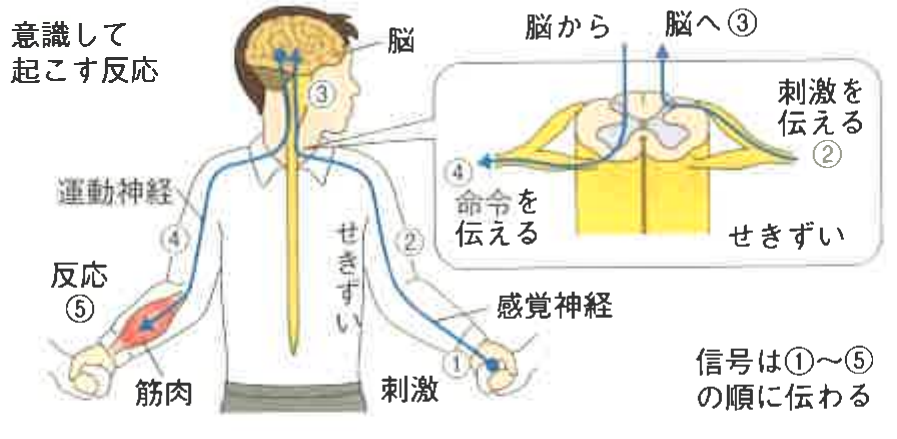 意識して
起こす反応
脳
③
運動神経
④
反応
⑤
筋肉
せきずい
②
感覚神経
①
刺激
脳から
脳へ③
刺激を
伝える
②
④
命令を
伝える
せきずい
信号は①～⑤
の順に伝わる